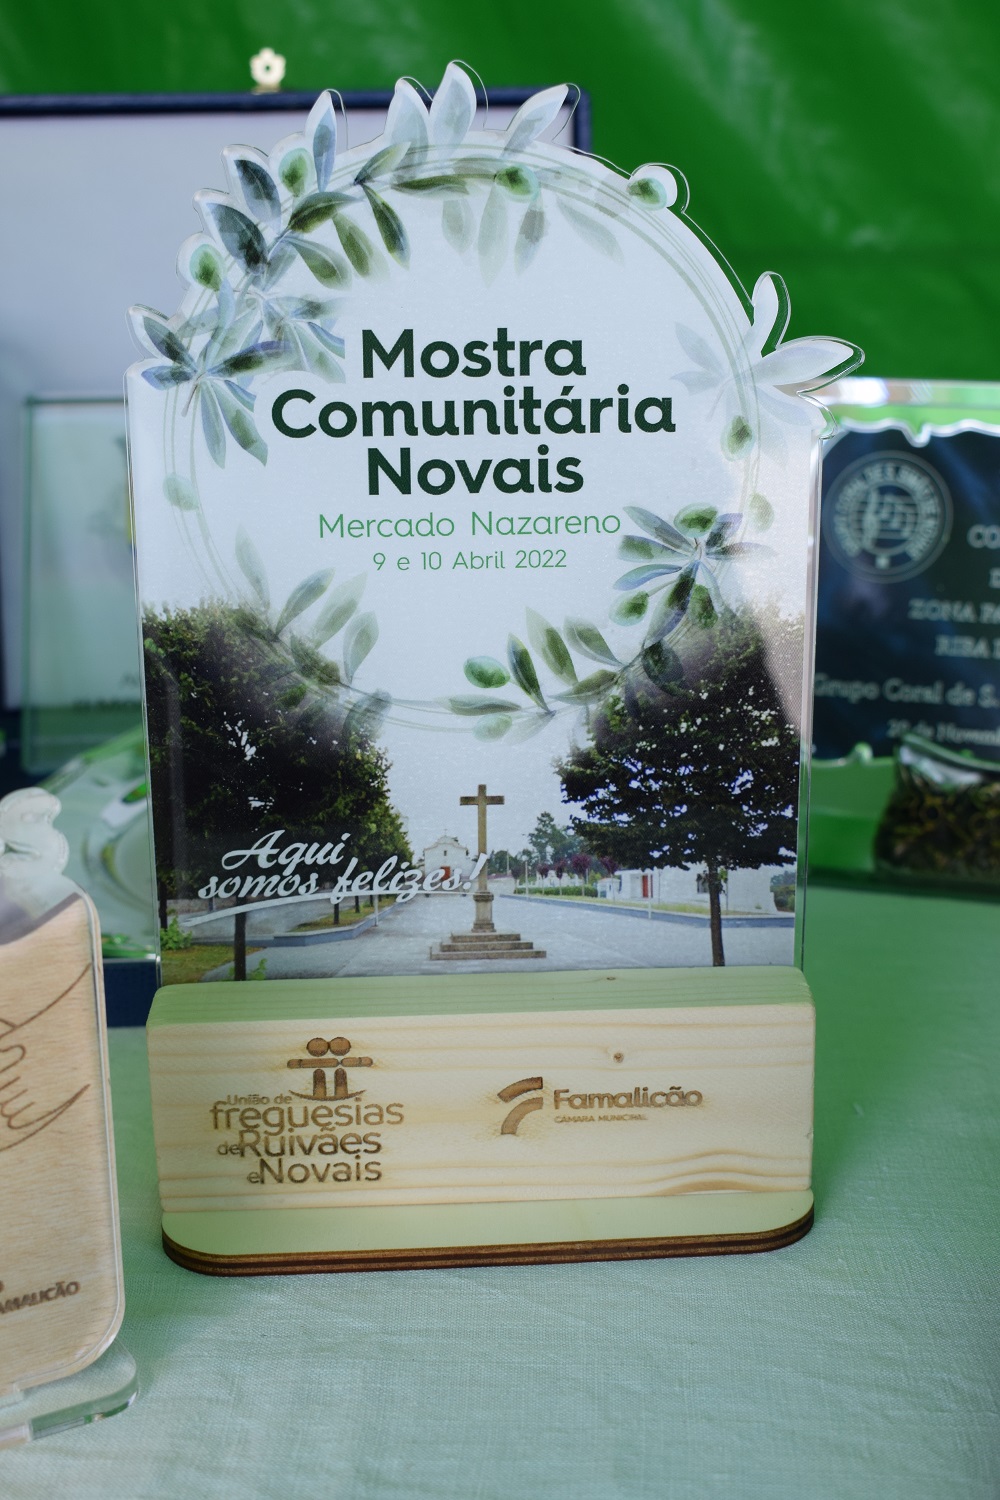 Mostra
Comunitária
Novais
Mercado Nazareno
9 e 10 Abril 2022
Aqui
somos felizes!
União de
freguesias
de Ruivães
e Novais
Famalicão
CÂMARA MUNICIPAL
ZONA
Grupo Coral de S.